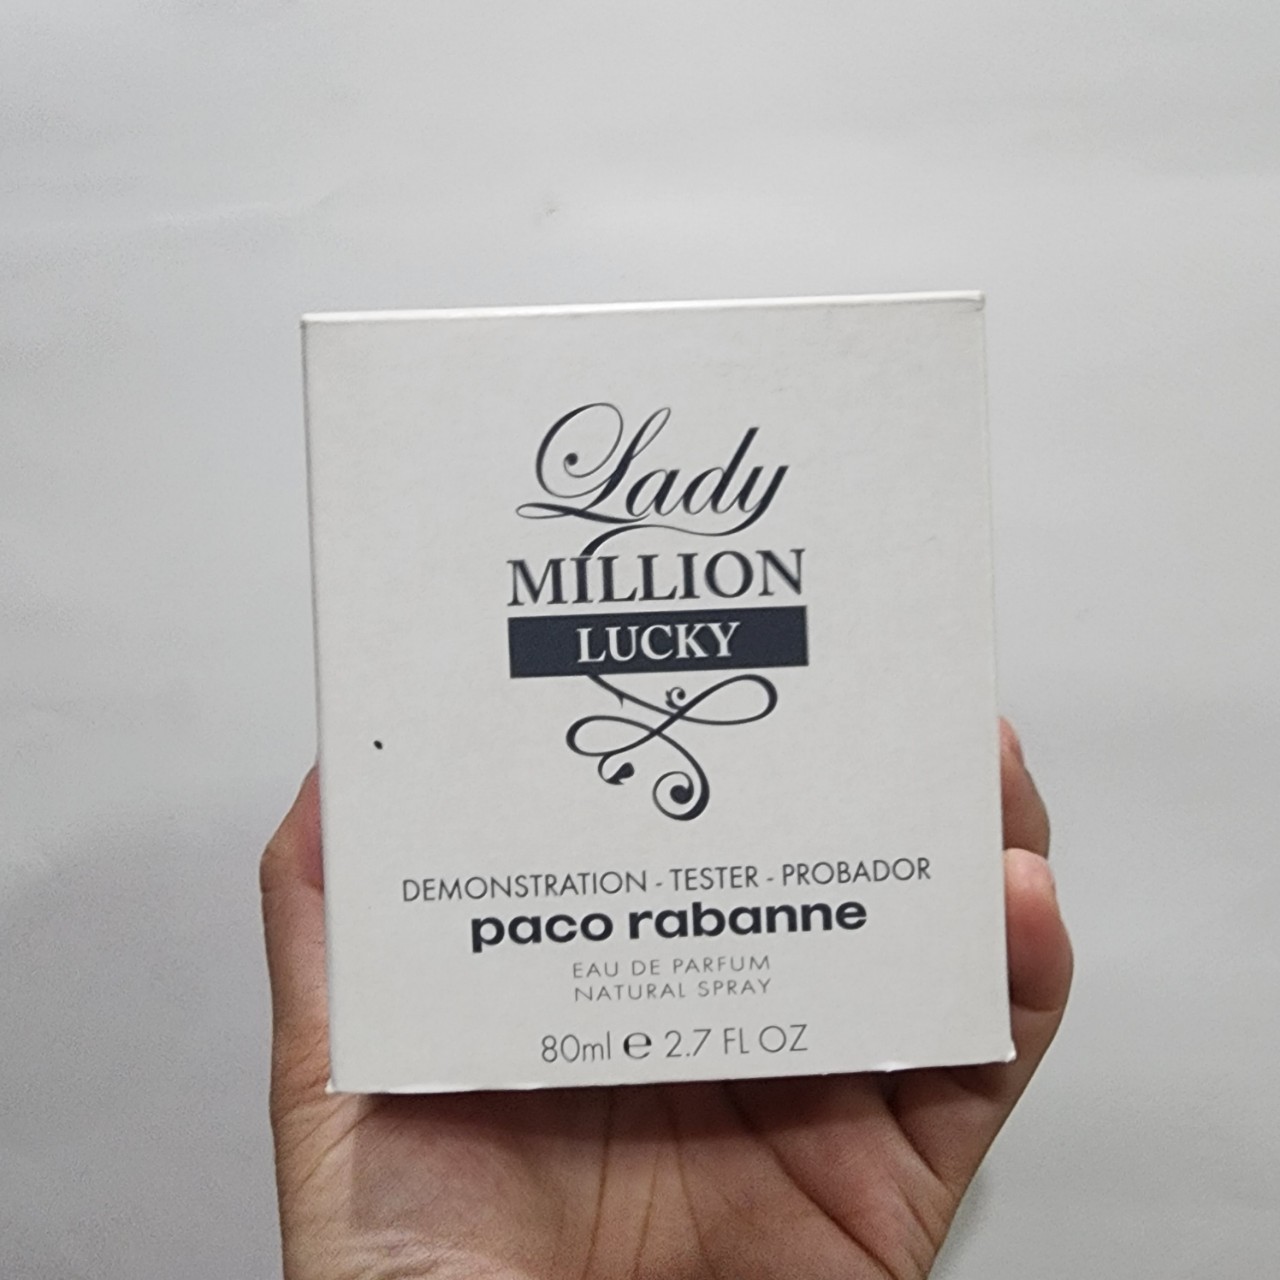 Lady
MILLION
LUCKY
DEMONSTRATION - TESTER - PROBADOR
paco rabanne
EAU DE PARFUM
NATURAL SPRAY
80ml e 2.7 FL OZ